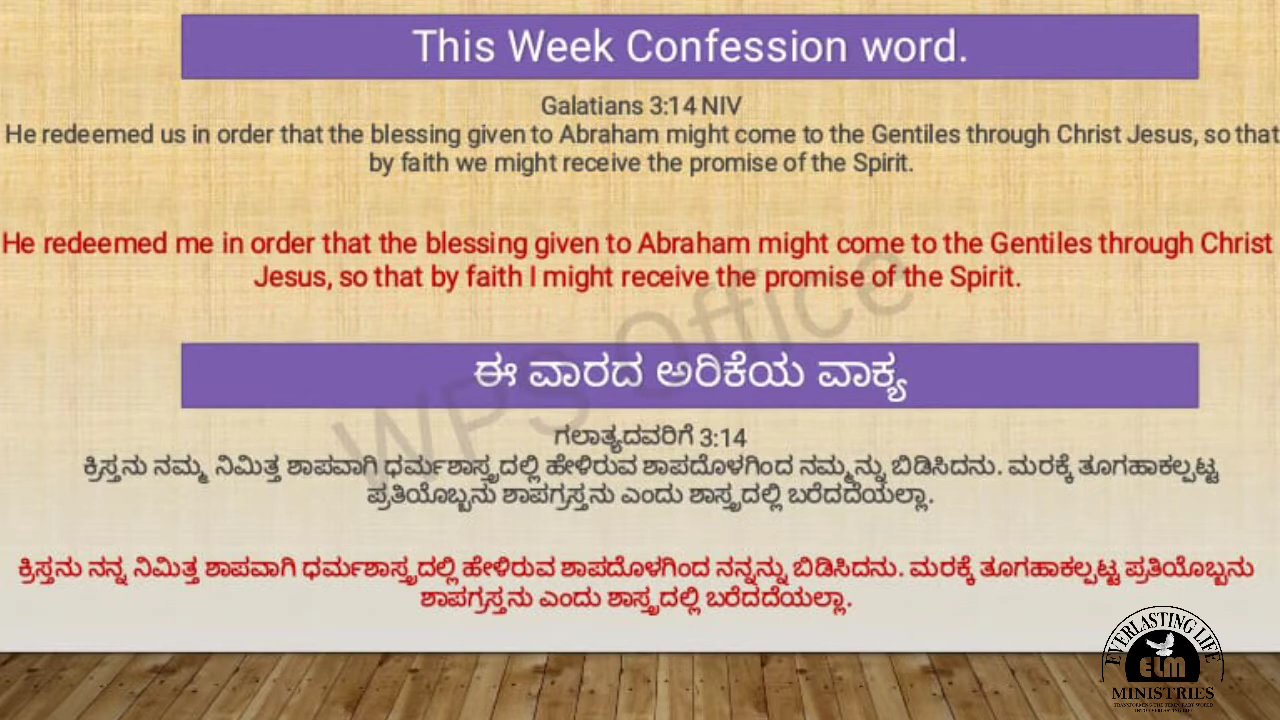 This Week Confession word.
Galatians 3:14 NIV
He redeemed us in order that the blessing given to Abraham might come to the Gentiles through Christ Jesus, so that
by faith we might receive the promise of the Spirit.
He redeemed me in order that the blessing given to Abraham might come to the Gentiles through Christ
Jesus, so that by faith I might receive the promise of the Spirit.
WPS Office
ಈ ವಾರದ ಅರಿಕೆಯ ವಾಕ್ಯ
ಗಲಾತ್ಯದವರಿಗೆ 3:14
ಕ್ರಿಸ್ತನು ನಮ್ಮ ನಿಮಿತ್ತ ಶಾಪವಾಗಿ ಧರ್ಮಶಾಸ್ತ್ರದಲ್ಲಿ ಹೇಳಿರುವ ಶಾಪದೊಳಗಿಂದ ನಮ್ಮನ್ನು ಬಿಡಿಸಿದನು. ಮರಕ್ಕೆ ತೂಗಹಾಕಲ್ಪಟ್ಟ
ಪ್ರತಿಯೊಬ್ಬನು ಶಾಪಗ್ರಸ್ತನು ಎಂದು ಶಾಸ್ತ್ರದಲ್ಲಿ ಬರೆದದೆಯಲ್ಲಾ.
ಕ್ರಿಸ್ತನು ನನ್ನ ನಿಮಿತ್ತ ಶಾಪವಾಗಿ ಧರ್ಮಶಾಸ್ತ್ರದಲ್ಲಿ ಹೇಳಿರುವ ಶಾಪದೊಳಗಿಂದ ನನ್ನನ್ನು ಬಿಡಿಸಿದನು. ಮರಕ್ಕೆ ತೂಗಹಾಕಲ್ಪಟ್ಟ ಪ್ರತಿಯೊಬ್ಬನು
ಶಾಪಗ್ರಸ್ತನು ಎಂದು ಶಾಸ್ತ್ರದಲ್ಲಿ ಬರೆದದೆಯಲ್ಲಾ.
EVERLASTING LIFE
ELM
MINISTRIES